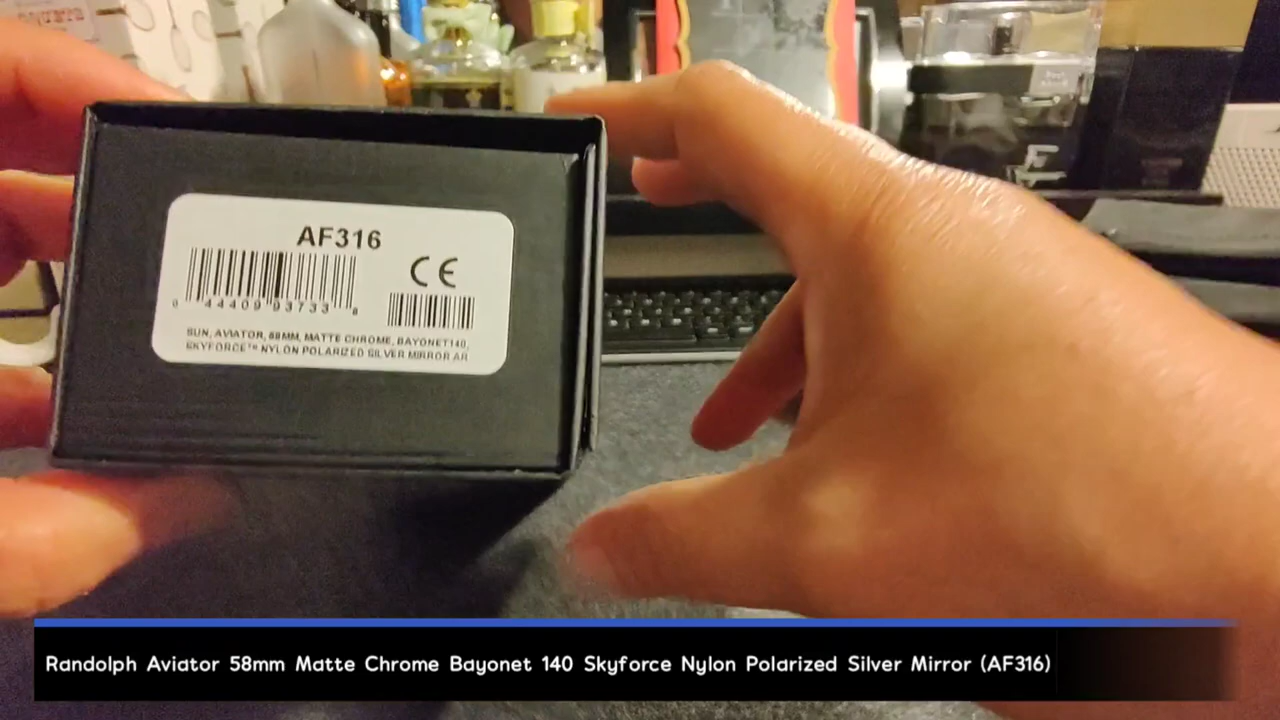 AF316
CE
0 44409 93733 8
SUN, AVIATOR, 58MM, MATTE CHROME, BAYONET140,
SKYFORCE™ NYLON POLARIZED SILVER MIRROR AR
Randolph Aviator 58mm Matte Chrome Bayonet 140 Skyforce Nylon Polarized Silver Mirror (AF316)